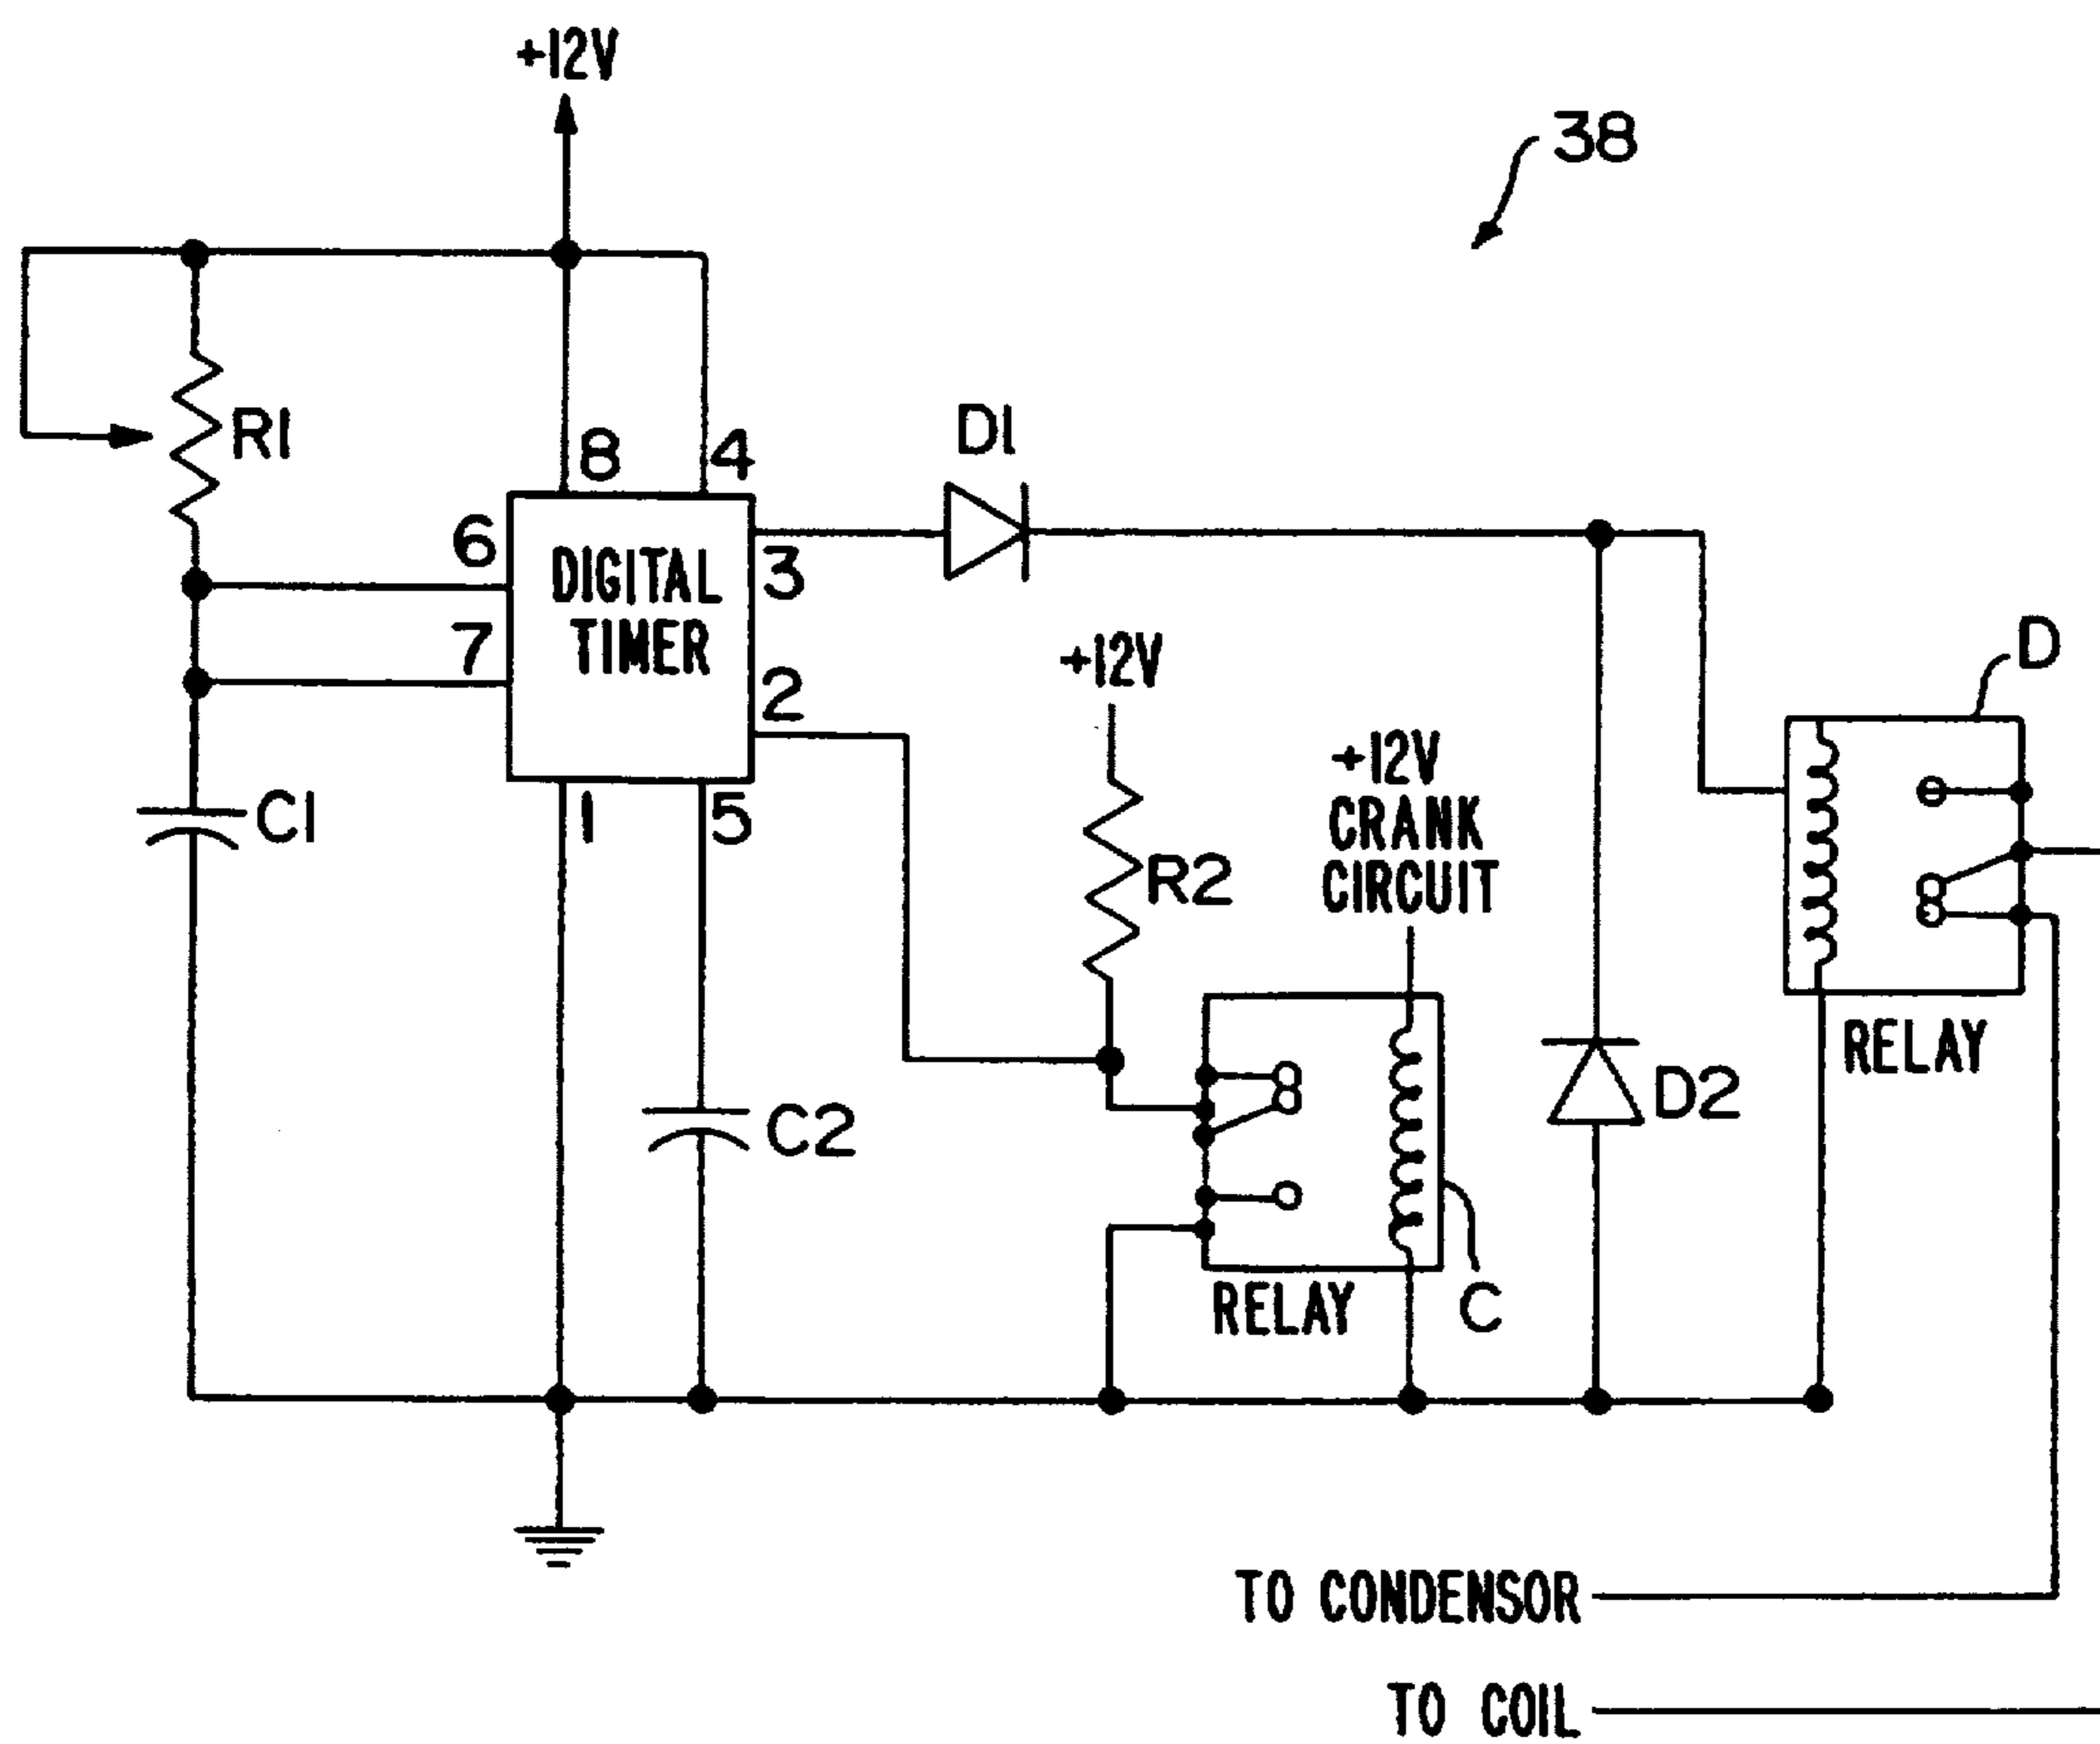 +12V
38
R1
8
4
D1
6
DIGITAL
TIMER
3
7
2
+12V
D
+12V
CRANK
CIRCUIT
C1
1
5
R2
RELAY
C2
D2
RELAY
C
TO CONDENSOR
TO COIL